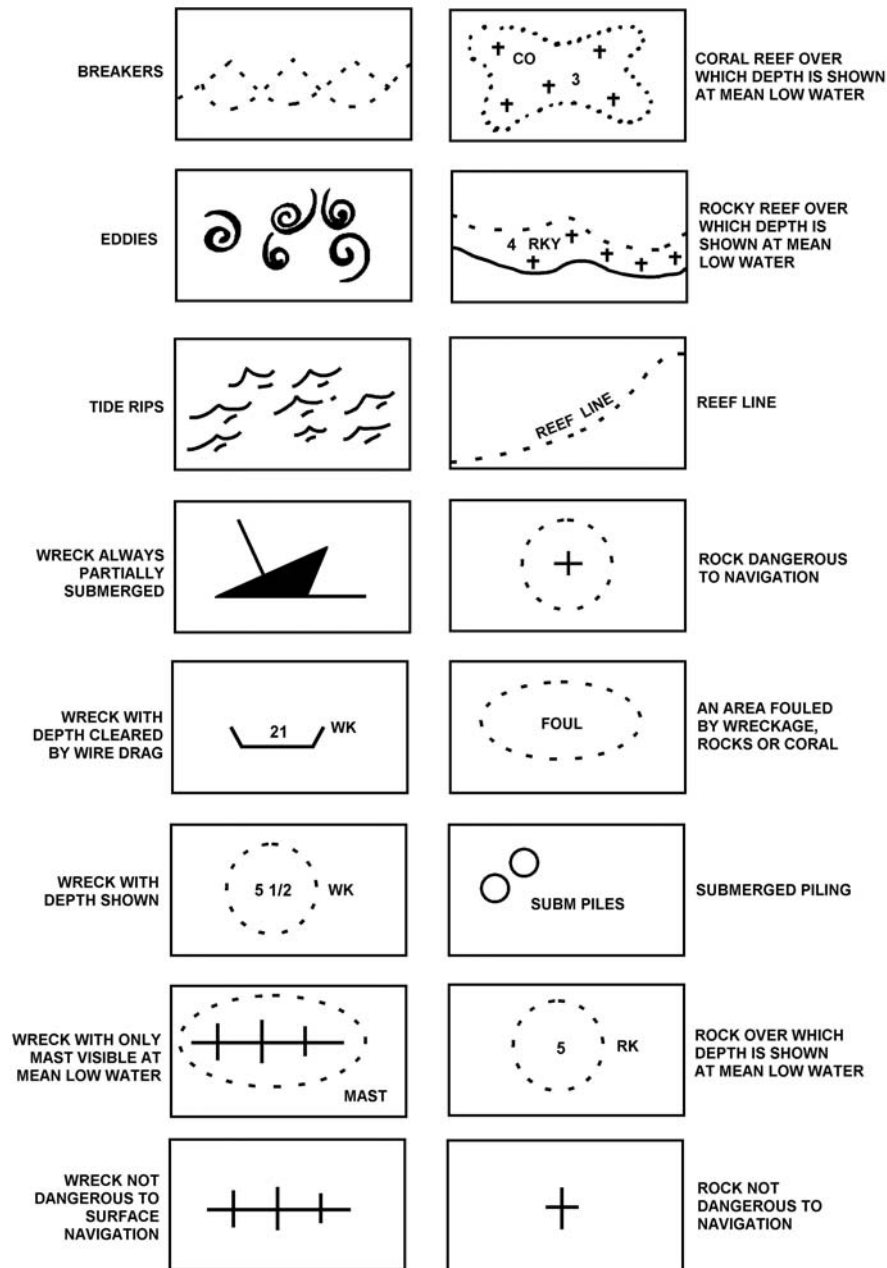 BREAKERS
CO
3
CORAL REEF OVER
WHICH DEPTH IS SHOWN
AT MEAN LOW WATER
EDDIES
4 RKY
ROCKY REEF OVER
WHICH DEPTH IS
SHOWN AT MEAN
LOW WATER
TIDE RIPS
REEF LINE
REEF LINE
WRECK ALWAYS
PARTIALLY
SUBMERGED
ROCK DANGEROUS
TO NAVIGATION
WRECK WITH
DEPTH CLEARED
BY WIRE DRAG
21 WK
FOUL
AN AREA FOULED
BY WRECKAGE,
ROCKS OR CORAL
WRECK WITH
DEPTH SHOWN
5 1/2 WK
SUBM PILES
SUBMERGED PILING
WRECK WITH ONLY
MAST VISIBLE AT
MEAN LOW WATER
MAST
5 RK
ROCK OVER WHICH
DEPTH IS SHOWN
AT MEAN LOW WATER
WRECK NOT
DANGEROUS TO
SURFACE
NAVIGATION
ROCK NOT
DANGEROUS TO
NAVIGATION